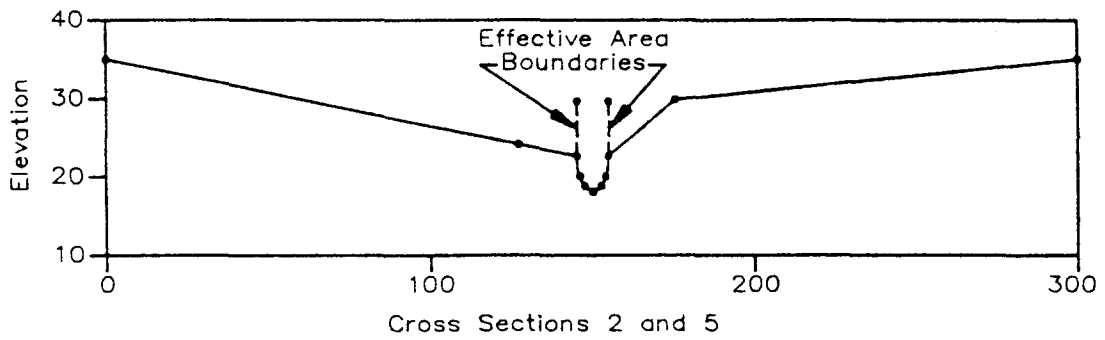 40
Effective Area
Boundaries
30
Elevation
20
10
0 100 200 300
Cross Sections 2 and 5